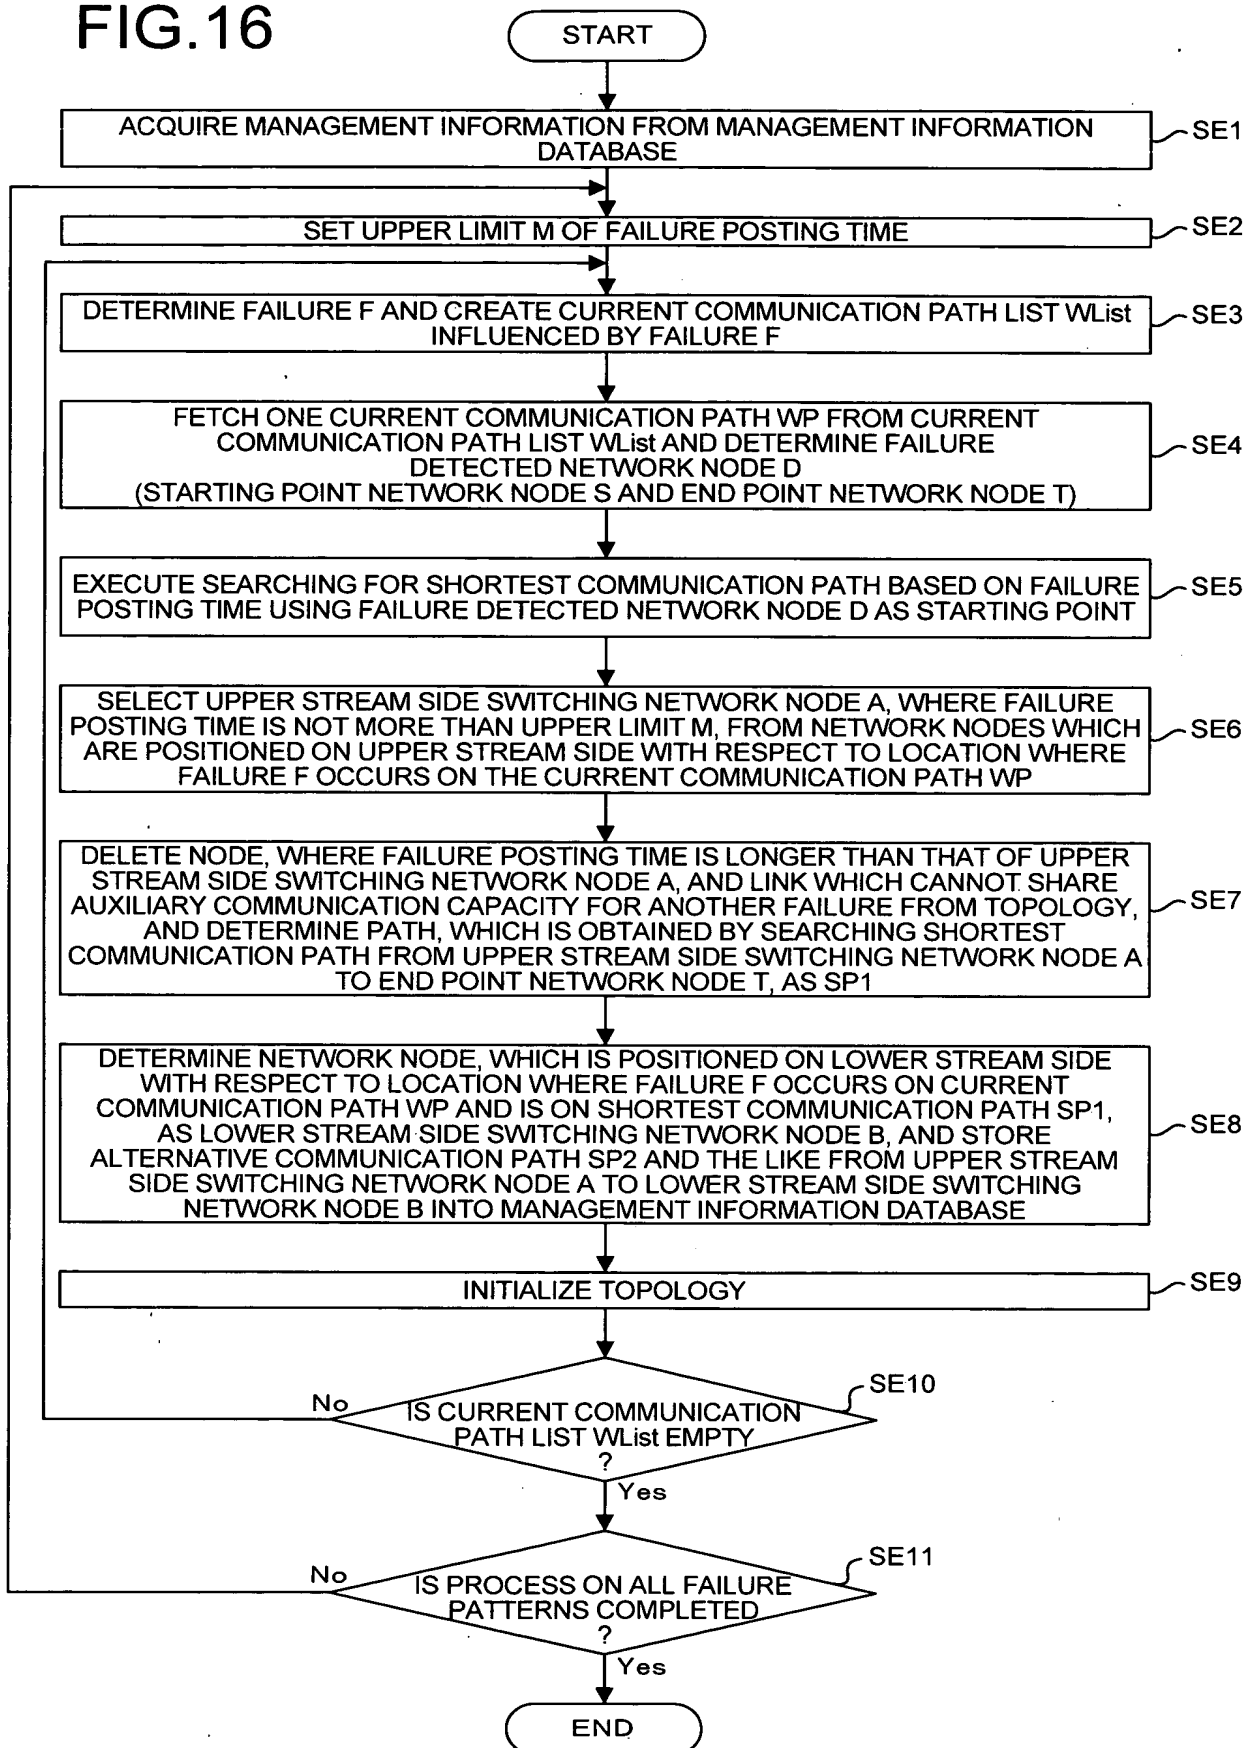 FIG.16
START
ACQUIRE MANAGEMENT INFORMATION FROM MANAGEMENT INFORMATION
DATABASE
SE1
SET UPPER LIMIT M OF FAILURE POSTING TIME
SE2
DETERMINE FAILURE F AND CREATE CURRENT COMMUNICATION PATH LIST WList
INFLUENCED BY FAILURE F
SE3
FETCH ONE CURRENT COMMUNICATION PATH WP FROM CURRENT
COMMUNICATION PATH LIST WList AND DETERMINE FAILURE
DETECTED NETWORK NODE D
(STARTING POINT NETWORK NODE S AND END POINT NETWORK NODE T)
SE4
EXECUTE SEARCHING FOR SHORTEST COMMUNICATION PATH BASED ON FAILURE
POSTING TIME USING FAILURE DETECTED NETWORK NODE D AS STARTING POINT
SE5
SELECT UPPER STREAM SIDE SWITCHING NETWORK NODE A, WHERE FAILURE
POSTING TIME IS NOT MORE THAN UPPER LIMIT M, FROM NETWORK NODES WHICH
ARE POSITIONED ON UPPER STREAM SIDE WITH RESPECT TO LOCATION WHERE
FAILURE F OCCURS ON THE CURRENT COMMUNICATION PATH WP
SE6
DELETE NODE, WHERE FAILURE POSTING TIME IS LONGER THAN THAT OF UPPER
STREAM SIDE SWITCHING NETWORK NODE A, AND LINK WHICH CANNOT SHARE
AUXILIARY COMMUNICATION CAPACITY FOR ANOTHER FAILURE FROM TOPOLOGY,
AND DETERMINE PATH, WHICH IS OBTAINED BY SEARCHING SHORTEST
COMMUNICATION PATH FROM UPPER STREAM SIDE SWITCHING NETWORK NODE A
TO END POINT NETWORK NODE T, AS SP1
SE7
DETERMINE NETWORK NODE, WHICH IS POSITIONED ON LOWER STREAM SIDE
WITH RESPECT TO LOCATION WHERE FAILURE F OCCURS ON CURRENT
COMMUNICATION PATH WP AND IS ON SHORTEST COMMUNICATION PATH SP1,
AS LOWER STREAM SIDE SWITCHING NETWORK NODE B, AND STORE
ALTERNATIVE COMMUNICATION PATH SP2 AND THE LIKE FROM UPPER STREAM
SIDE SWITCHING NETWORK NODE A TO LOWER STREAM SIDE SWITCHING
NETWORK NODE B INTO MANAGEMENT INFORMATION DATABASE
SE8
INITIALIZE TOPOLOGY
SE9
IS CURRENT COMMUNICATION
PATH LIST WList EMPTY
?
SE10
No
Yes
IS PROCESS ON ALL FAILURE
PATTERNS COMPLETED
?
SE11
No
Yes
END